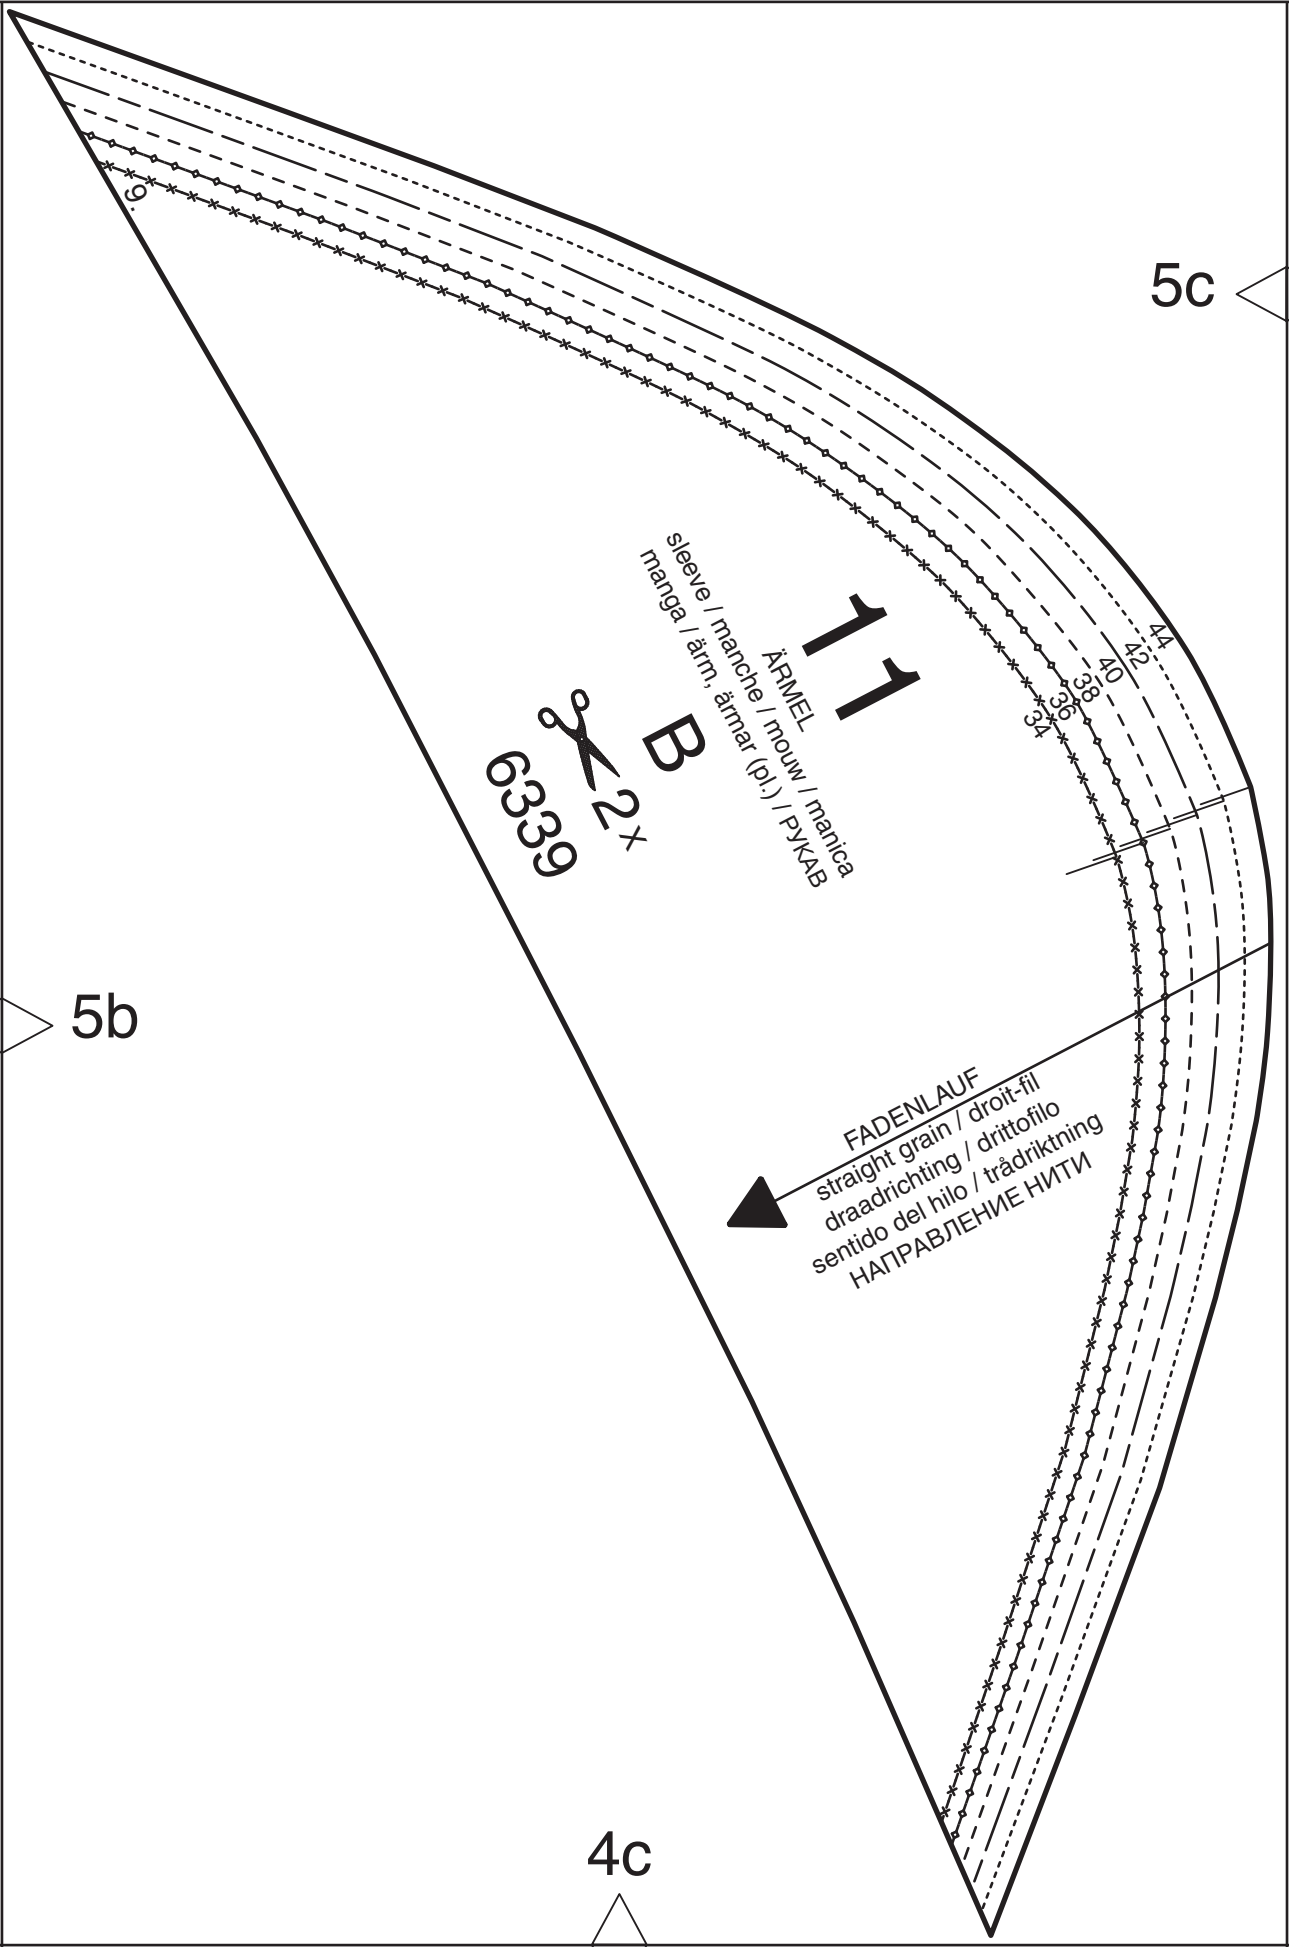 5c
9.
44
42
40
38
36
34
11
ÄRMEL
sleeve / manche / mouw / manica
manga / ärm, ärmar (pl.) / РУКАВ
B
2x
6339
5b
FADENLAUF
straight grain / droit-fil
draadrichting / drittofilo
sentido del hilo / trådriktning
НАПРАВЛЕНИЕ НИТИ
4c